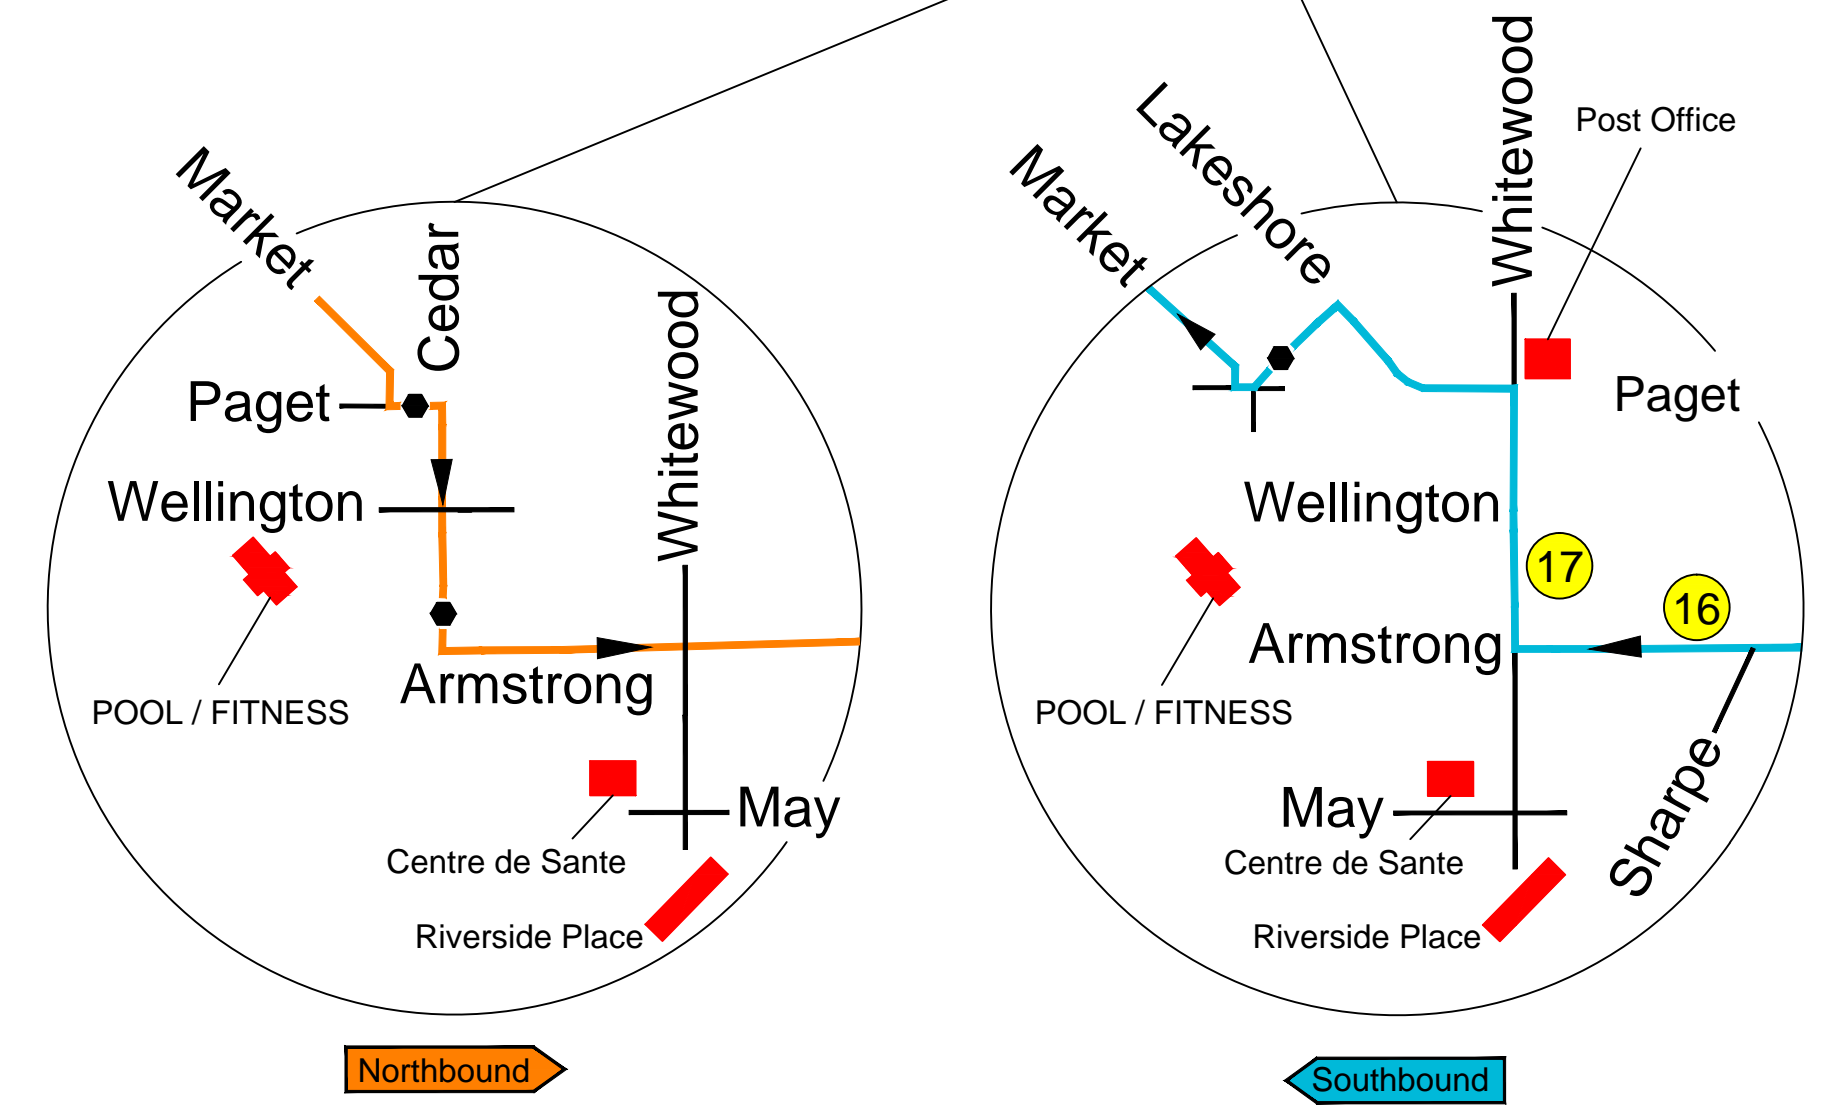 Market
Cedar
Whitewood
Paget
Wellington
POOL / FITNESS
Armstrong
May
Centre de Sante
Riverside Place
Northbound
Market
Lakeshore
Whitewood
Post Office
Paget
Wellington
17
16
Armstrong
POOL / FITNESS
Sharpe
May
Centre de Sante
Riverside Place
Southbound